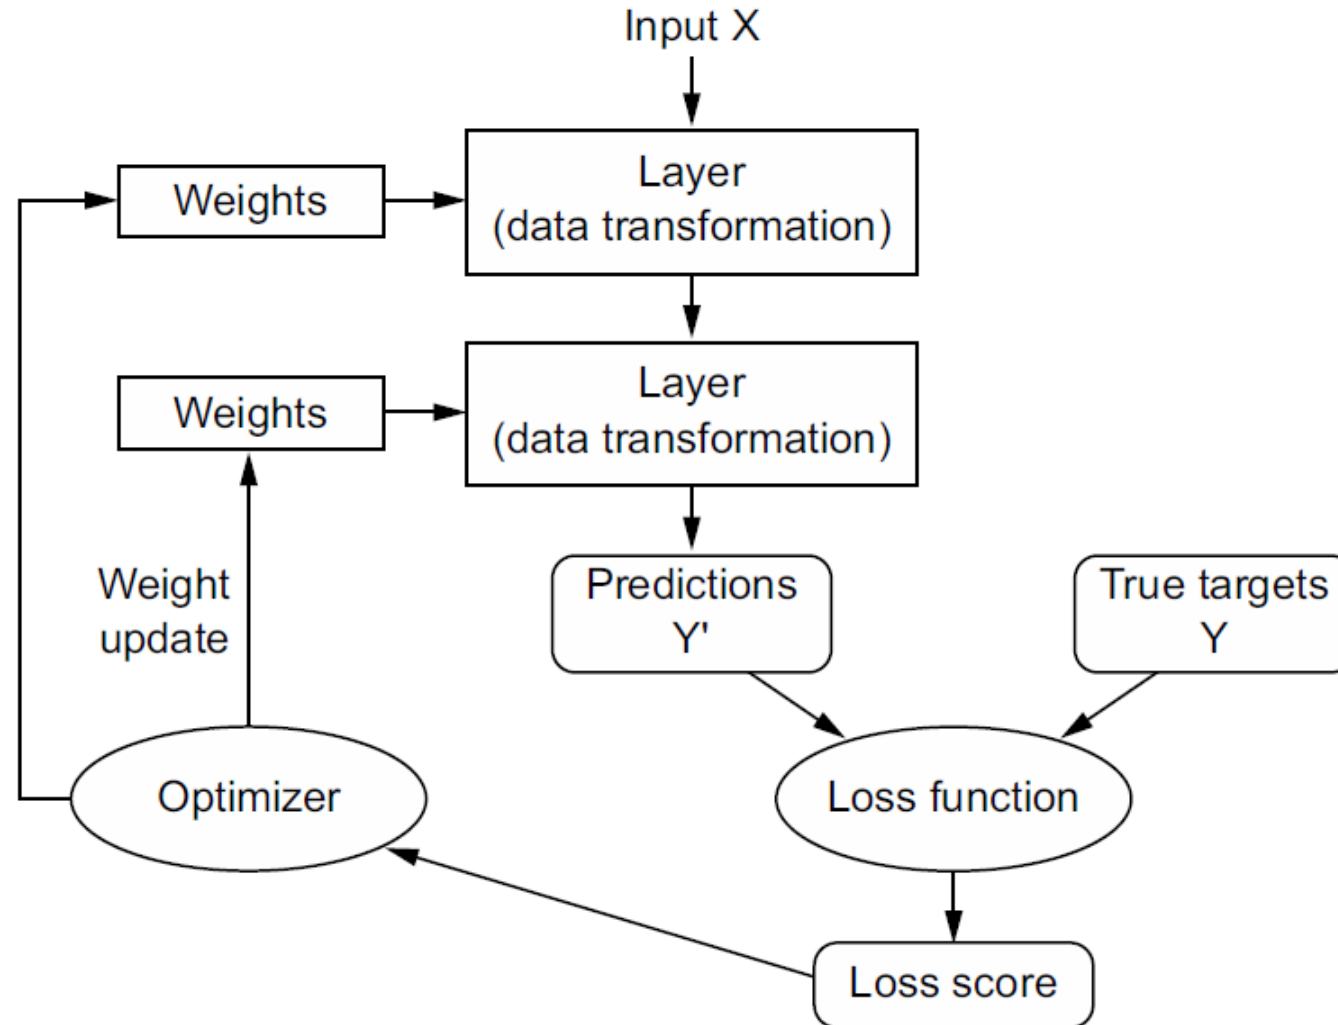 Input X
Weights
Layer
(data transformation)
Weights
Layer
(data transformation)
Weight
update
Predictions
Y'
True targets
Y
Optimizer
Loss function
Loss score